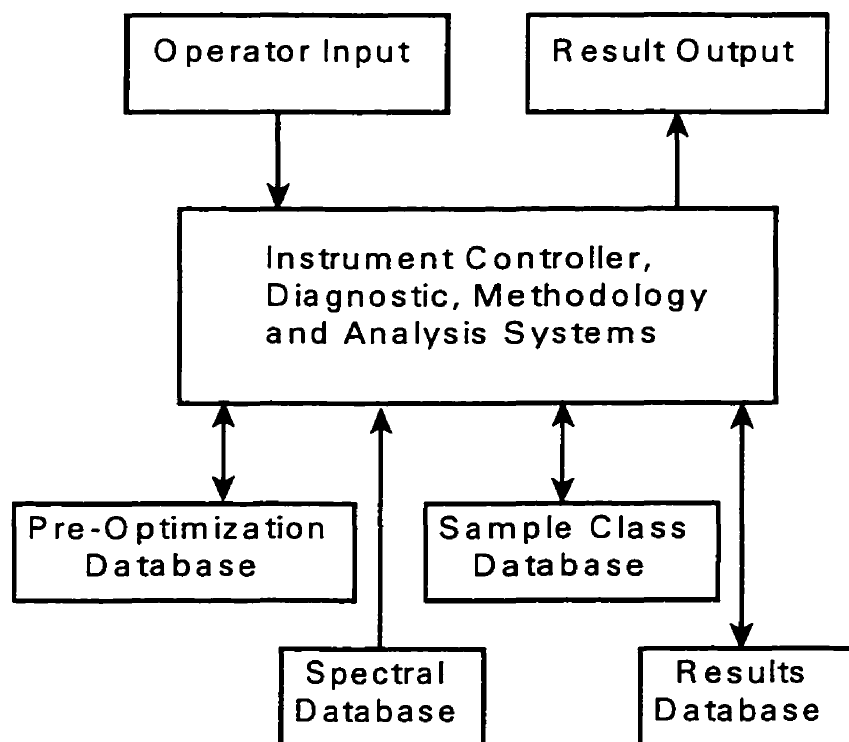 Operator Input
Result Output
Instrument Controller,
Diagnostic, Methodology
and Analysis Systems
Pre-Optimization
Database
Sample Class
Database
Spectral
Database
Results
Database